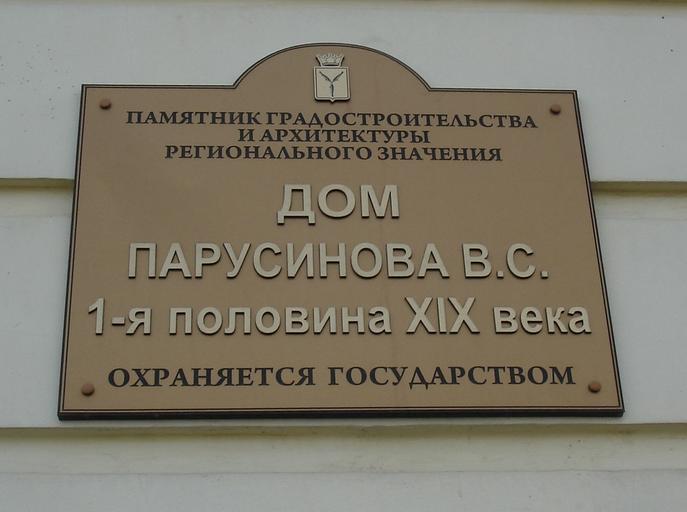 ПАМЯТНИК ГРАДОСТРОИТЕЛЬСТВА
И АРХИТЕКТУРЫ
РЕГИОНАЛЬНОГО ЗНАЧЕНИЯ
ДОМ
ПАРУСИНОВА В.С.
1-я половина XIX века
ОХРАНЯЕТСЯ ГОСУДАРСТВОМ